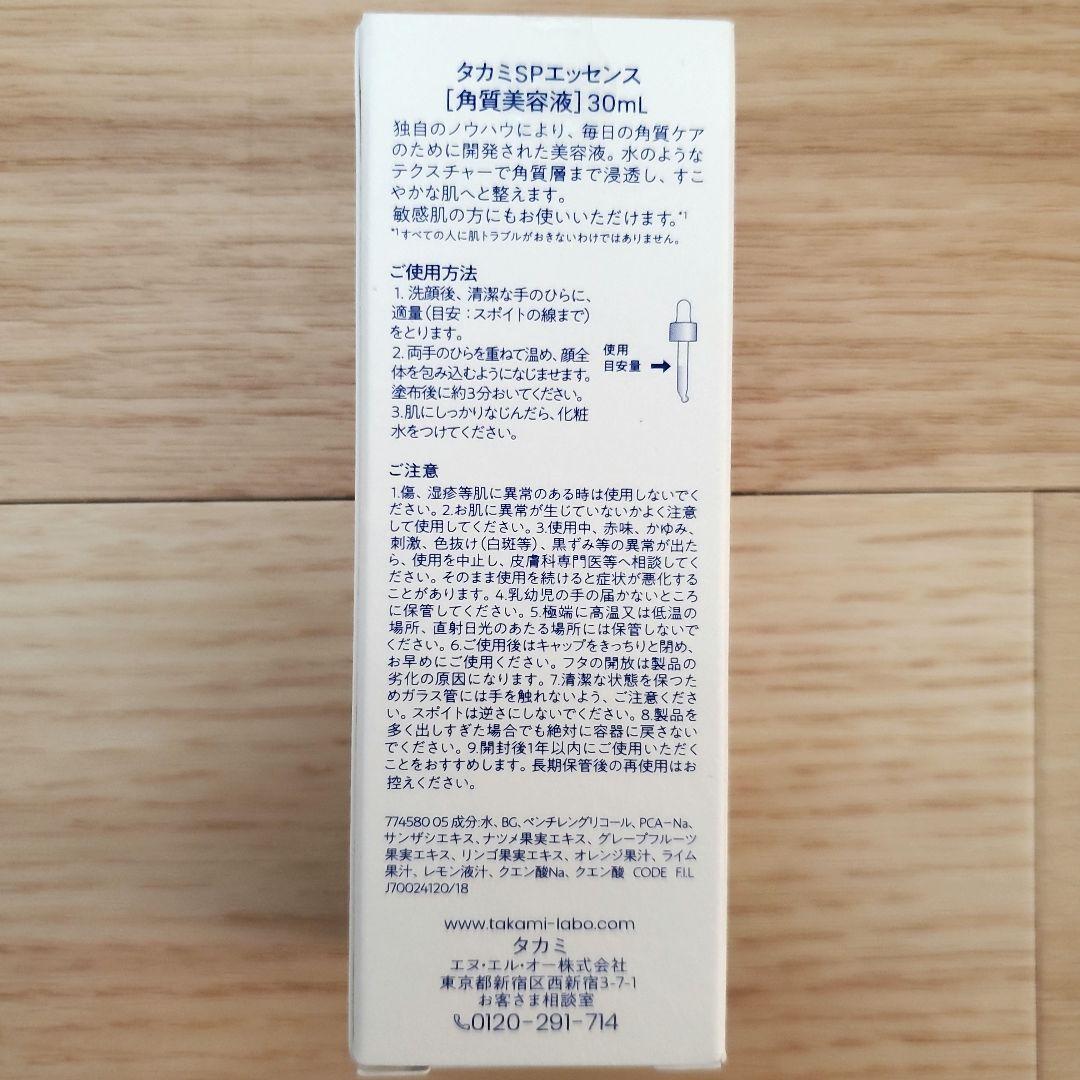 タカミSPエッセンス
[角質美容液]30mL
独自のノウハウにより、毎日の角質ケア
のために開発された美容液。水のような
テクスチャーで角質層まで浸透し、すこ
やかな肌へと整えます。
敏感肌の方にもお使いいただけます。*1
*1すべての人に肌トラブルがおきないわけではありません。
ご使用方法
1. 洗顔後、清潔な手のひらに、
適量(目安：スポイトの線まで)
をとります。
2. 両手のひらを重ねて温め、顔全
体を包み込むようになじませます。
塗布後に約3分おいてください。
3.肌にしっかりなじんだら、化粧
水をつけてください。
使用
目安量
ご注意
1.傷、湿疹等肌に異常のある時は使用しないでく
ださい。2.お肌に異常が生じていないかよく注意
して使用してください。3.使用中、赤味、かゆみ、
刺激、色抜け(白斑等)、黒ずみ等の異常が出た
ら、使用を中止し、皮膚科専門医等へ相談してく
ください。そのまま使用を続けると症状が悪化する
ことがあります。4.乳幼児の手の届かないところ
に保管してください。5.極端に高温又は低温の
場所、直射日光のあたる場所には保管しないで
ください。6.ご使用後はキャップをきっちりと閉め、
お早めにご使用ください。フタの開放は製品の
劣化の原因になります。7.清潔な状態を保つた
めガラス管には手を触れないよう、ご注意くださ
い。スポイトは逆さにしないでください。8.製品を
多く出しすぎた場合でも絶対に容器に戻さない
でください。9.開封後1年以内にご使用いただく
ことをおすすめします。長期保管後の再使用はお
控えください。
774580 05 成分:水、BG、ペンチレングリコール、PCA-Na、
サンザシエキス、ナツメ果実エキス、グレープフルーツ
果実エキス、リンゴ果実エキス、オレンジ果汁、ライム
果汁、レモン液汁、クエン酸Na、クエン酸 CODE F.I.L
J70024120/18
www.takami-labo.com
タカミ
エヌ・エル・オー株式会社
東京都新宿区西新宿3-7-1
お客さま相談室
0120-291-714